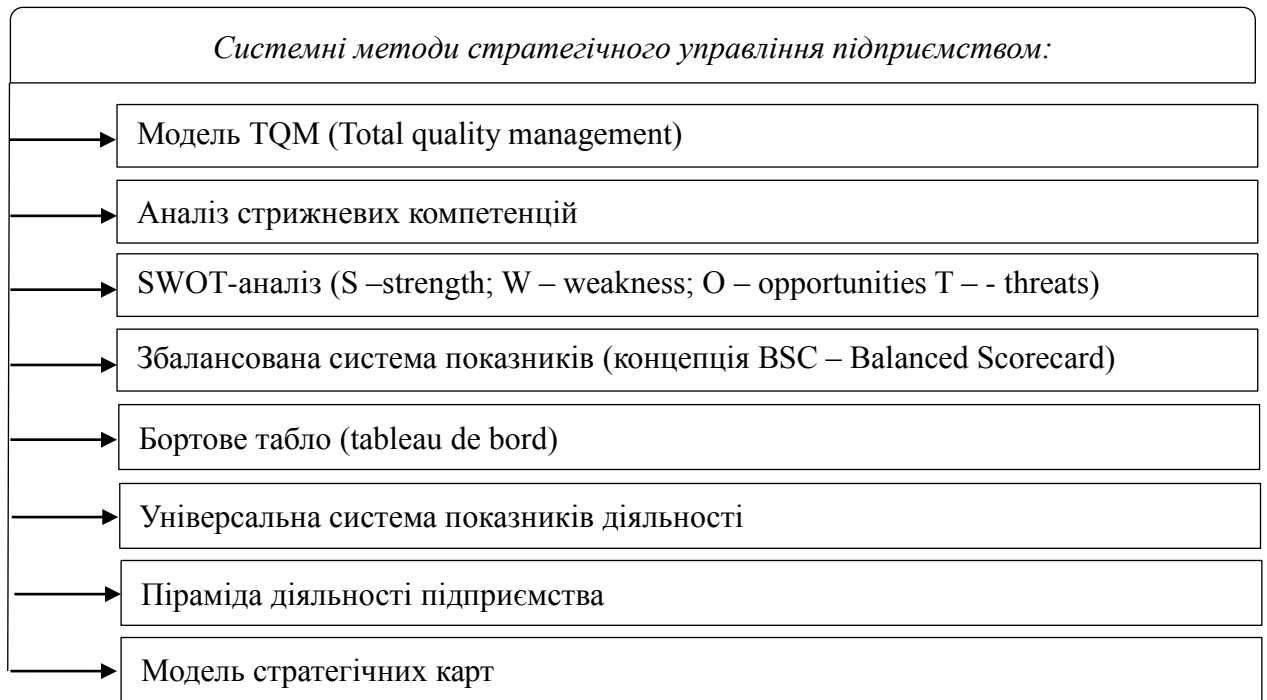 Системні методи стратегічного управління підприємством:
Модель TQM (Total quality management)
Аналіз стрижневих компетенцій
SWOT-аналіз (S –strength; W – weakness; O – opportunities T – - threats)
Збалансована система показників (концепція BSC – Balanced Scorecard)
Бортове табло (tableau de bord)
Універсальна система показників діяльності
Піраміда діяльності підприємства
Модель стратегічних карт